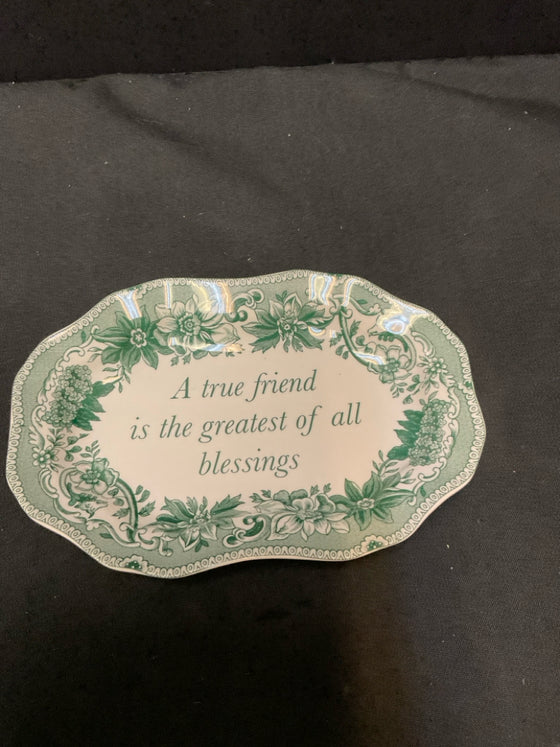 A true friend
is the greatest of all
blessings